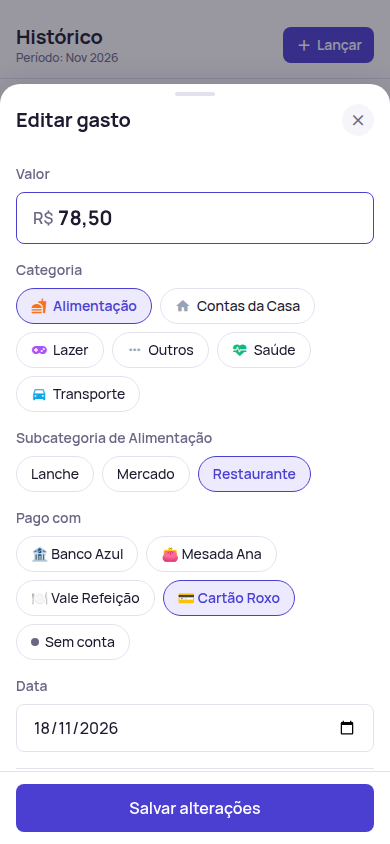 Histórico
Período: Nov 2026
Lançar
Editar gasto
Valor
R$ 78,50
Categoria
Alimentação
Contas da Casa
Lazer
Outros
Saúde
Transporte
Subcategoria de Alimentação
Lanche
Mercado
Restaurante
Pago com
Banco Azul
Mesada Ana
Vale Refeição
Cartão Roxo
Sem conta
Data
18/11/2026
Salvar alterações